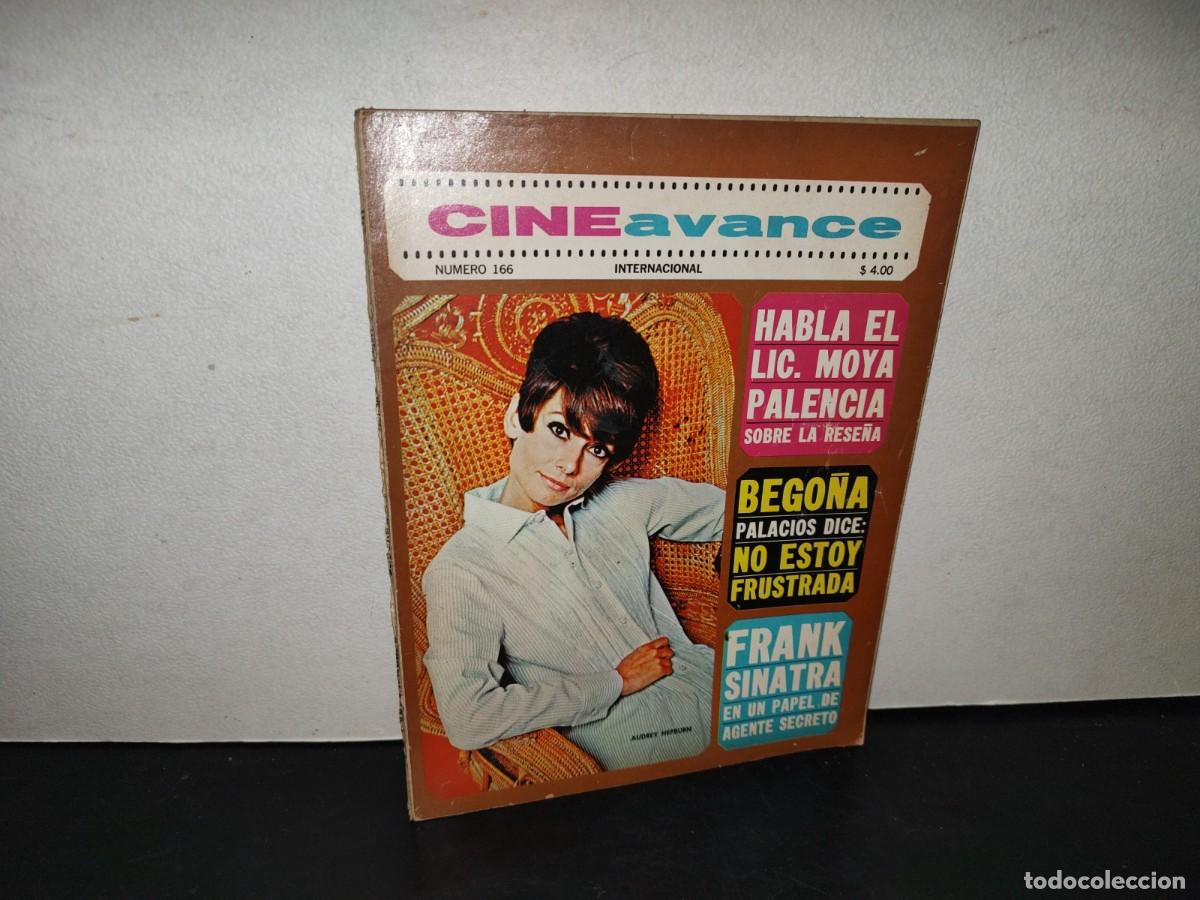 CINEavance
NUMERO 166 INTERNACIONAL $ 4.00
HABLA EL
LIC. MOYA
PALENCIA
SOBRE LA RESEÑA
BEGOÑA
PALACIOS DICE:
NO ESTOY
FRUSTRADA
FRANK
SINATRA
EN UN PAPEL DE
AGENTE SECRETO
AUDREY HEPBURN
todocoleccion